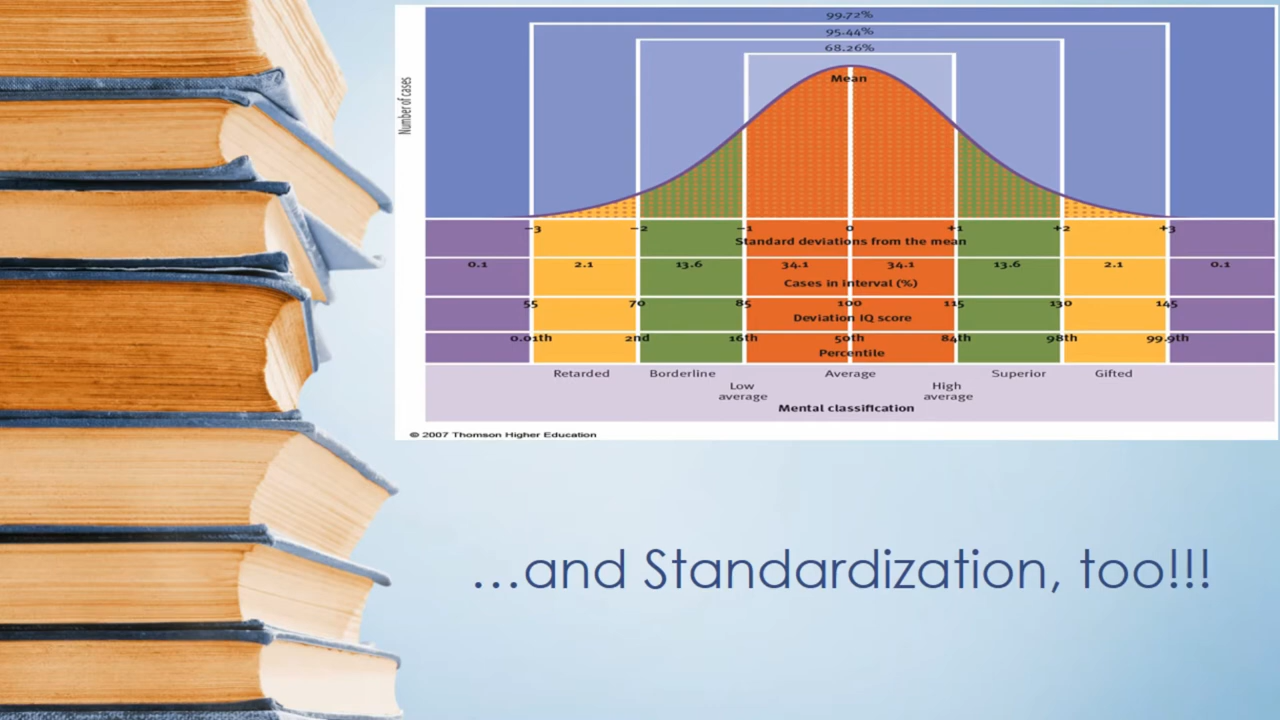 99.72%
95.44%
68.26%
Mean
Number of cases
−3 −2 −1 0 +1 +2 +3
Standard deviations from the mean
0.1 2.1 13.6 34.1 34.1 13.6 2.1 0.1
Cases in interval (%)
55 70 85 100 115 130 145
Deviation IQ score
0.01th 2nd 16th 50th 84th 98th 99.9th
Percentile
Retarded Borderline Average Superior Gifted
Low average High average
Mental classification
© 2007 Thomson Higher Education
...and Standardization, too!!!